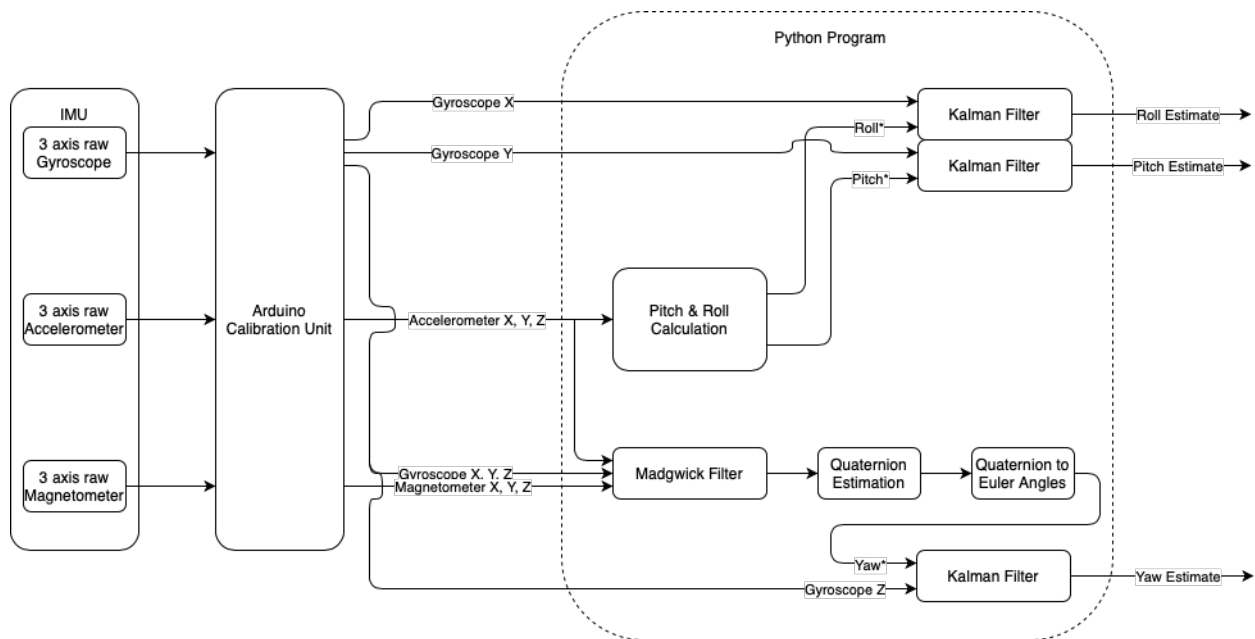 Python Program
IMU
3 axis raw
Gyroscope
3 axis raw
Accelerometer
3 axis raw
Magnetometer
Arduino
Calibration Unit
Gyroscope X
Roll*
Gyroscope Y
Pitch*
Kalman Filter
Roll Estimate
Kalman Filter
Pitch Estimate
Accelerometer X, Y, Z
Pitch & Roll
Calculation
Gyroscope X, Y, Z
Magnetometer X, Y, Z
Madgwick Filter
Quaternion
Estimation
Quaternion to
Euler Angles
Yaw*
Gyroscope Z
Kalman Filter
Yaw Estimate